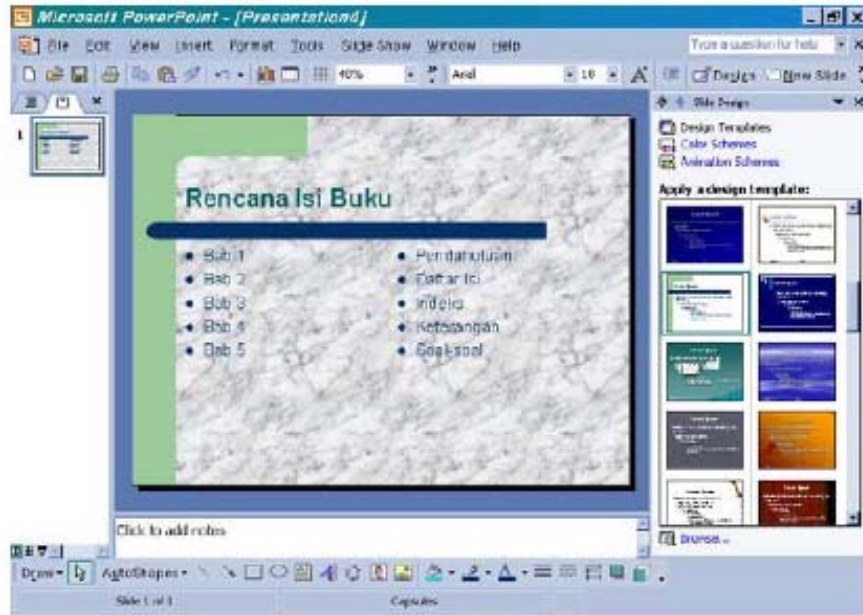 Microsoft PowerPoint - [Presentation4]
File Edit View Insert Format Tools Slide Show Window Help
Type a question for help
40% Arial 18 A Design New Slide
Slide Design
1
Design Templates
Color Schemes
Animation Schemes
Apply a design template:
Rencana Isi Buku
Bab 1
Bab 2
Bab 3
Bab 4
Bab 5
Pendahuluan
Daftar Isi
Indeks
Keterangan
Soal-soal
Click to add notes
Browse...
Draw AutoShapes
Slide 1 of 1 Capsules